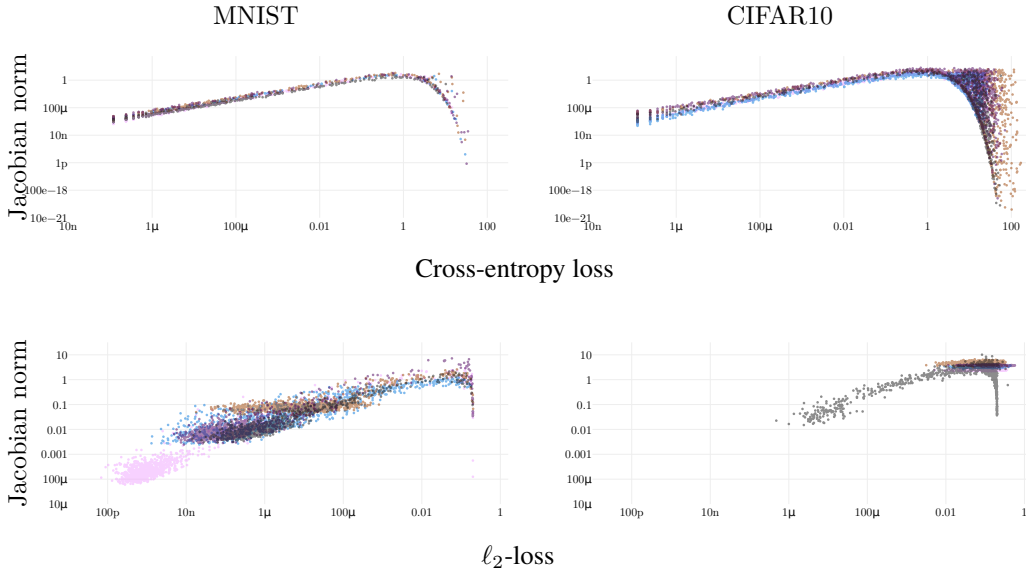 MNIST
CIFAR10
Jacobian norm
1
100μ
10n
1p
100e−18
10e−21
10n
1μ
100μ
0.01
1
100
1
100μ
10n
1p
100e−18
10e−21
10n
1μ
100μ
0.01
1
100
Cross-entropy loss
Jacobian norm
10
1
0.1
0.01
0.001
100μ
10μ
100p
10n
1μ
100μ
0.01
1
10
1
0.1
0.01
0.001
100μ
10μ
100p
10n
1μ
100μ
0.01
1
ℓ2-loss